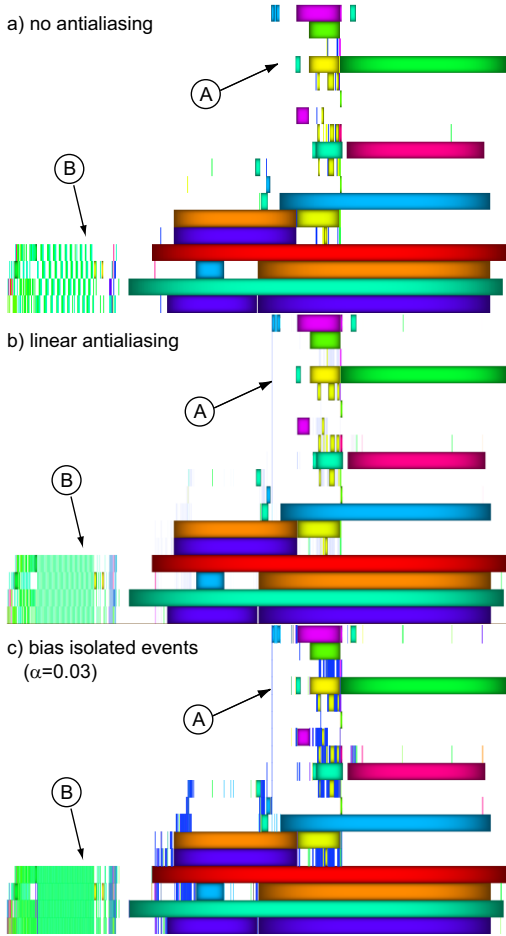 a) no antialiasing
A
B
b) linear antialiasing
A
B
c) bias isolated events
(α=0.03)
A
B